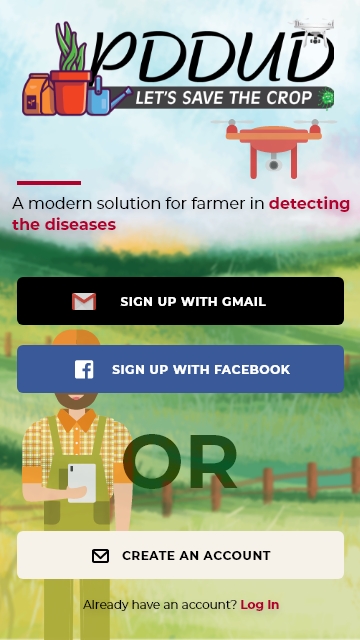 PDDUD
LET'S SAVE THE CROP
A modern solution for farmer in detecting
the diseases
SIGN UP WITH GMAIL
SIGN UP WITH FACEBOOK
OR
CREATE AN ACCOUNT
Already have an account? Log In